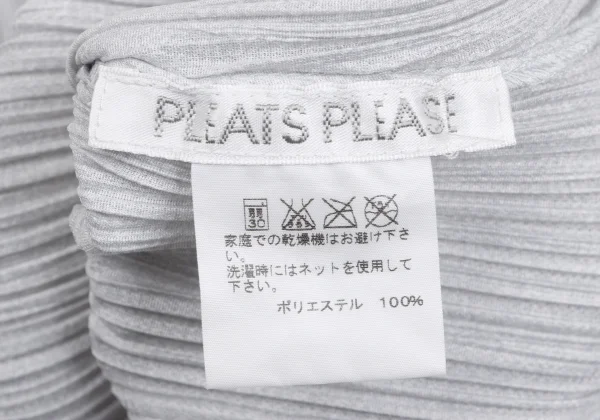 PLEATS PLEASE
30
家庭での乾燥機はお避け下さ
い。
洗濯時にはネットを使用して
下さい。
ポリエステル 100%